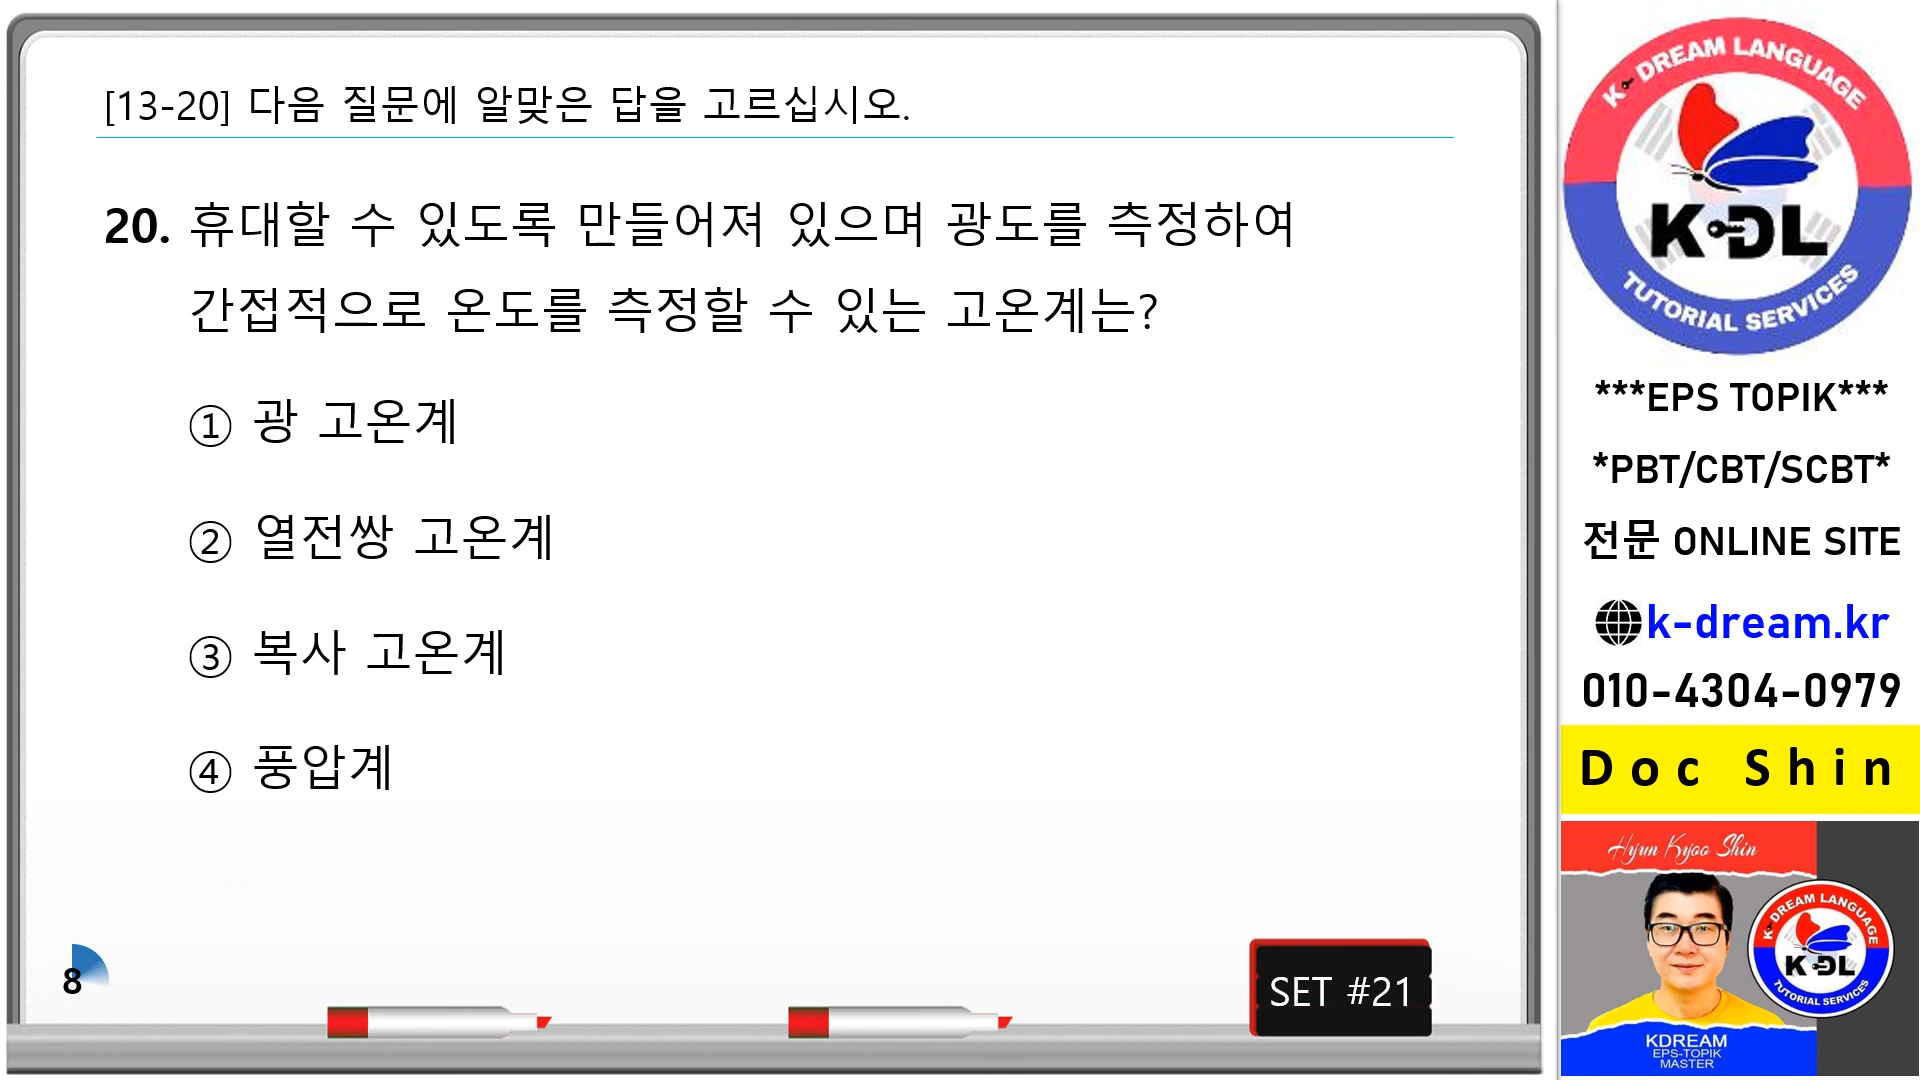 [13-20] 다음 질문에 알맞은 답을 고르십시오.
20. 휴대할 수 있도록 만들어져 있으며 광도를 측정하여
간접적으로 온도를 측정할 수 있는 고온계는?
① 광 고온계
② 열전쌍 고온계
③ 복사 고온계
④ 풍압계
8
SET #21
K DREAM LANGUAGE
K DL
TUTORIAL SERVICES
***EPS TOPIK***
*PBT/CBT/SCBT*
전문 ONLINE SITE
k-dream.kr
010-4304-0979
Doc Shin
Hyun Kyoo Shin
K DREAM LANGUAGE
K DL
TUTORIAL SERVICES
KDREAM
EPS-TOPIK
MASTER